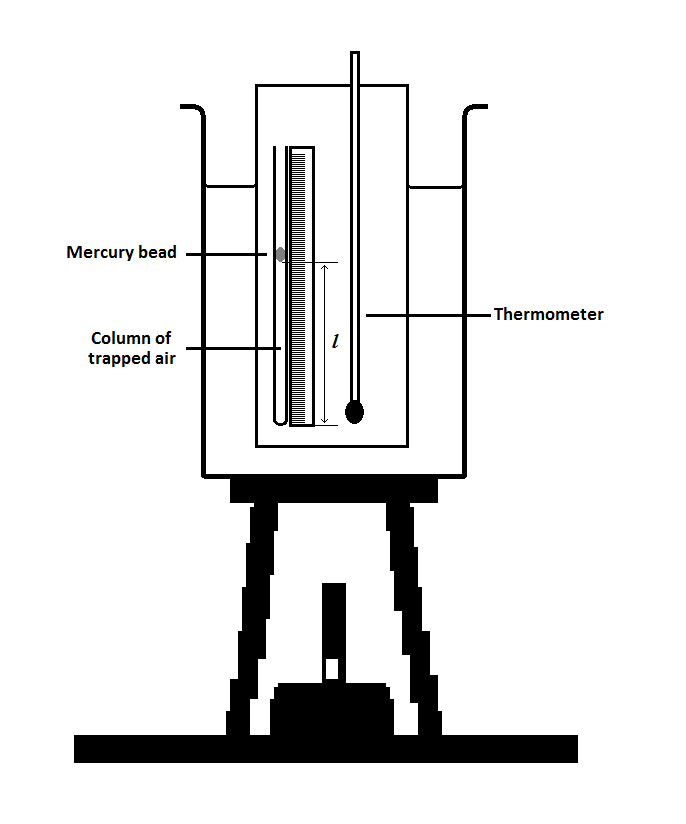 Mercury bead
Thermometer
Column of
trapped air
l